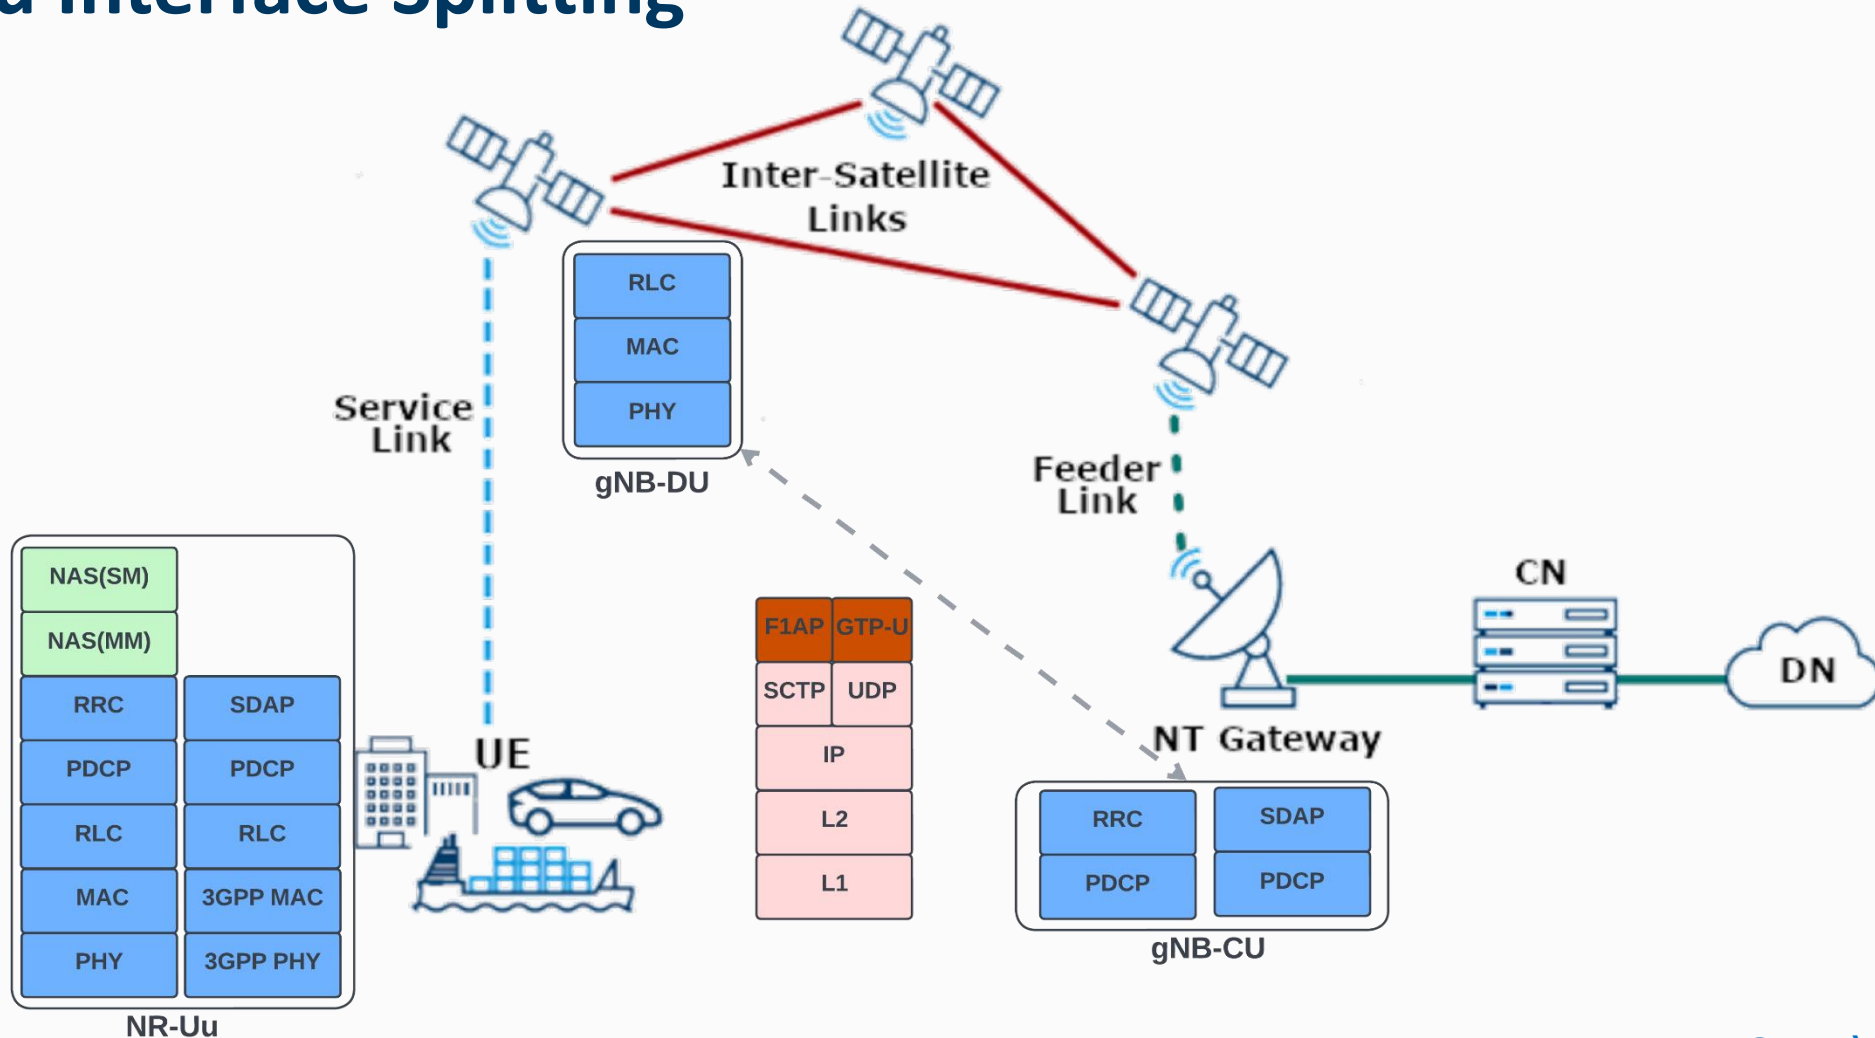 Interface Splitting
Inter-Satellite
Links
RLC
MAC
PHY
gNB-DU
Service
Link
Feeder
Link
NAS(SM)
NAS(MM)
RRC
SDAP
PDCP
PDCP
RLC
RLC
MAC
3GPP MAC
PHY
3GPP PHY
NR-Uu
UE
F1AP
GTP-U
SCTP
UDP
IP
L2
L1
CN
DN
NT Gateway
RRC
SDAP
PDCP
PDCP
gNB-CU